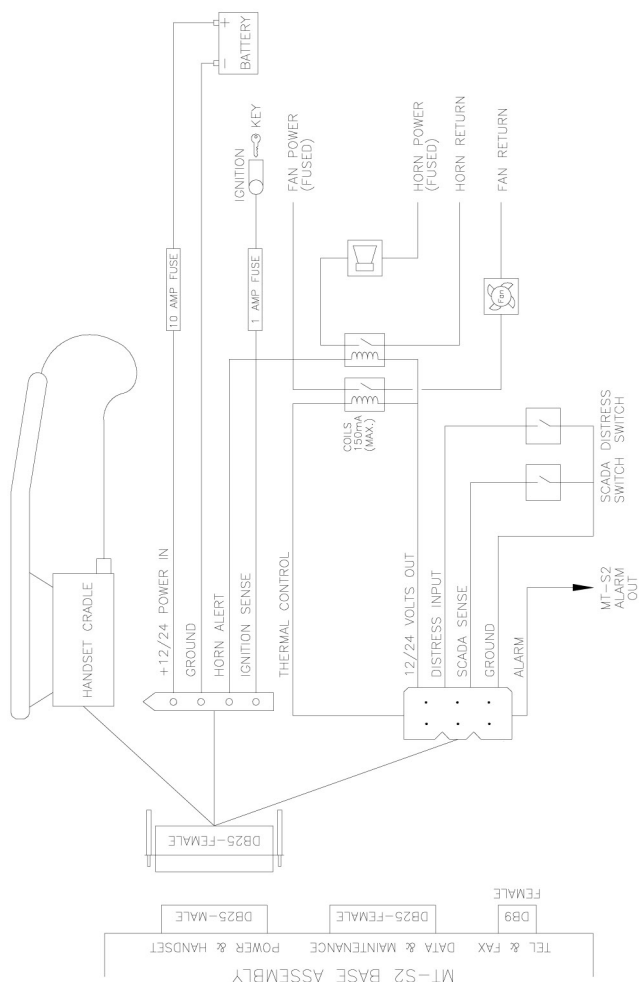 BATTERY
+
−
IGNITION
KEY
10 AMP FUSE
1 AMP FUSE
FAN POWER
(FUSED)
HORN POWER
(FUSED)
HORN RETURN
FAN RETURN
Fan
COILS
150mA
(MAX.)
HANDSET CRADLE
+12/24 POWER IN
GROUND
HORN ALERT
IGNITION SENSE
THERMAL CONTROL
12/24 VOLTS OUT
DISTRESS INPUT
SCADA SENSE
GROUND
ALARM
SCADA
SWITCH
DISTRESS
SWITCH
MT-S2
ALARM
OUT
DB25-FEMALE
DB25-MALE
POWER & HANDSET
DB25-FEMALE
DATA & MAINTENANCE
DB9
FEMALE
TEL & FAX
MT-S2 BASE ASSEMBLY